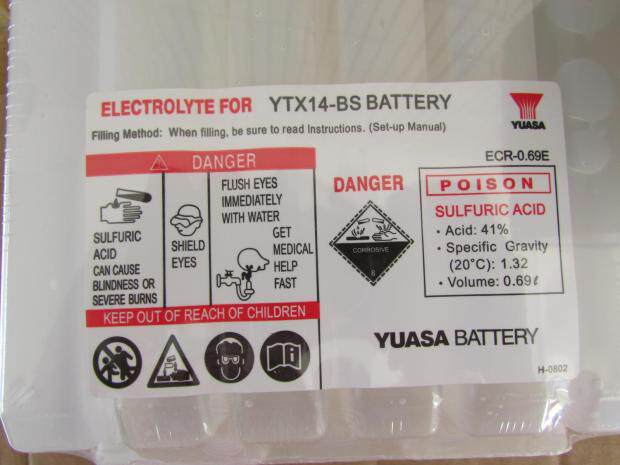 ELECTROLYTE FOR YTX14-BS BATTERY
YUASA
Filling Method: When filling, be sure to read Instructions. (Set-up Manual)
ECR-0.69E
DANGER
SULFURIC
ACID
CAN CAUSE
BLINDNESS OR
SEVERE BURNS
SHIELD
EYES
FLUSH EYES
IMMEDIATELY
WITH WATER
GET
MEDICAL
HELP
FAST
KEEP OUT OF REACH OF CHILDREN
DANGER
CORROSIVE
8
POISON
SULFURIC ACID
• Acid: 41%
• Specific Gravity
(20°C): 1.32
• Volume: 0.69ℓ
YUASA BATTERY
H-0802